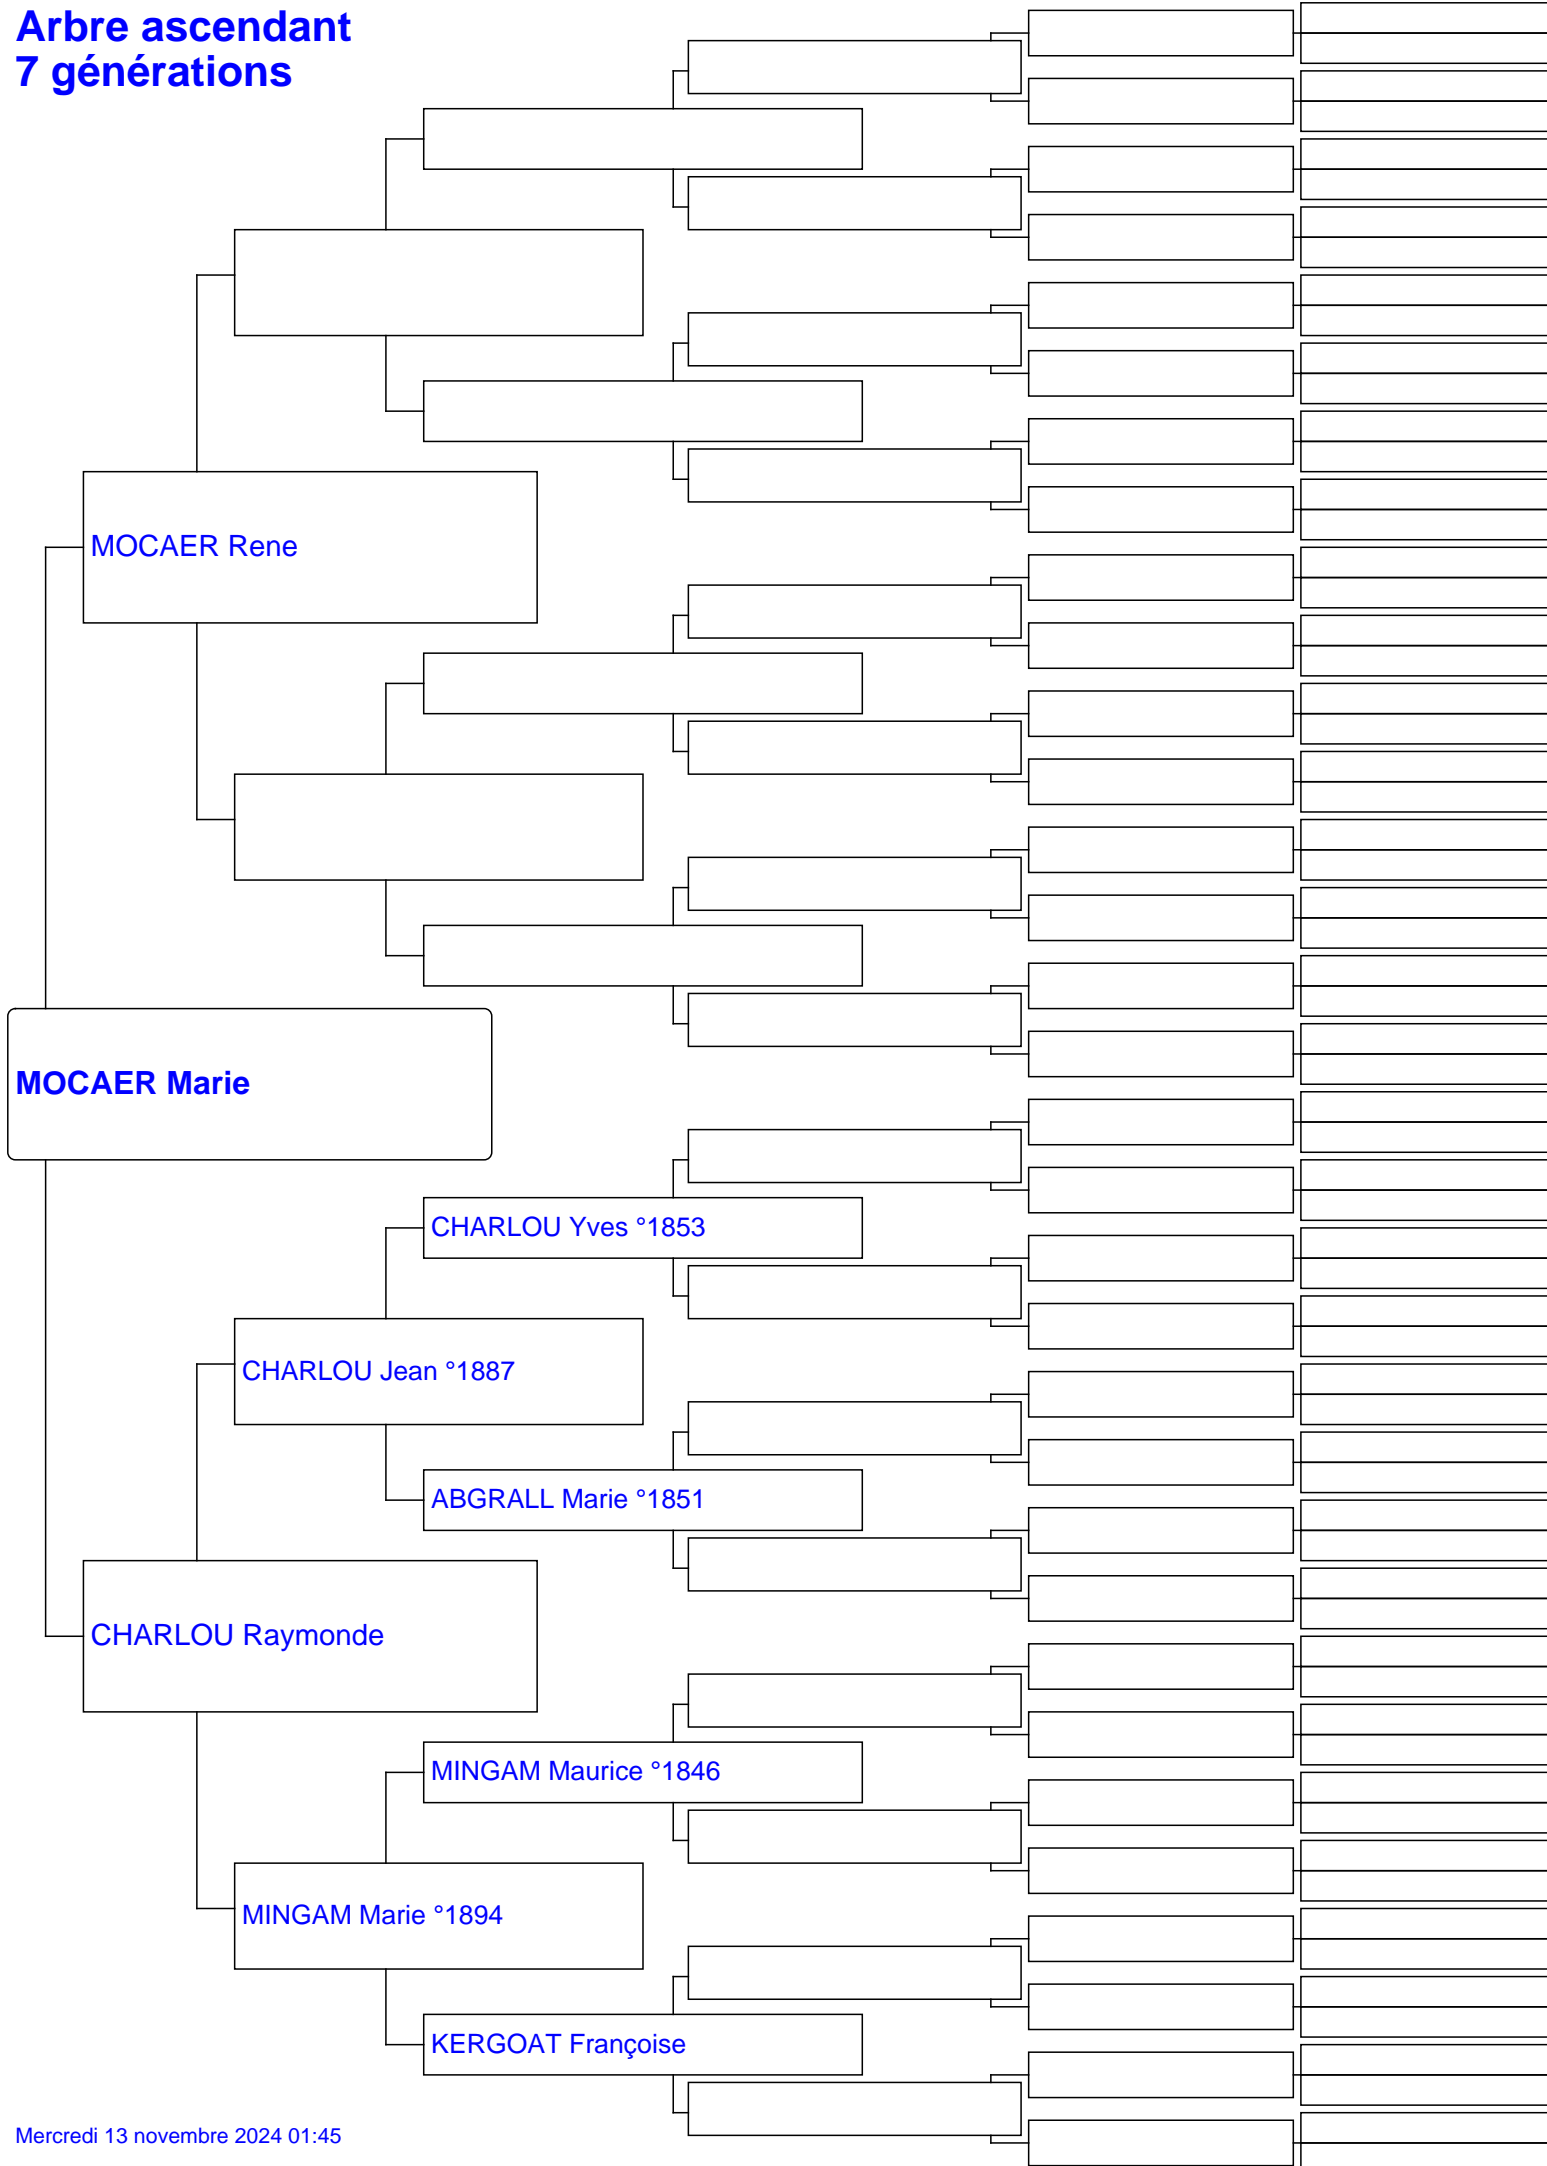 Arbre ascendant
7 générations
MOCAER Rene
MOCAER Marie
CHARLOU Yves °1853
CHARLOU Jean °1887
ABGRALL Marie °1851
CHARLOU Raymonde
MINGAM Maurice °1846
MINGAM Marie °1894
KERGOAT Françoise
Mercredi 13 novembre 2024 01:45